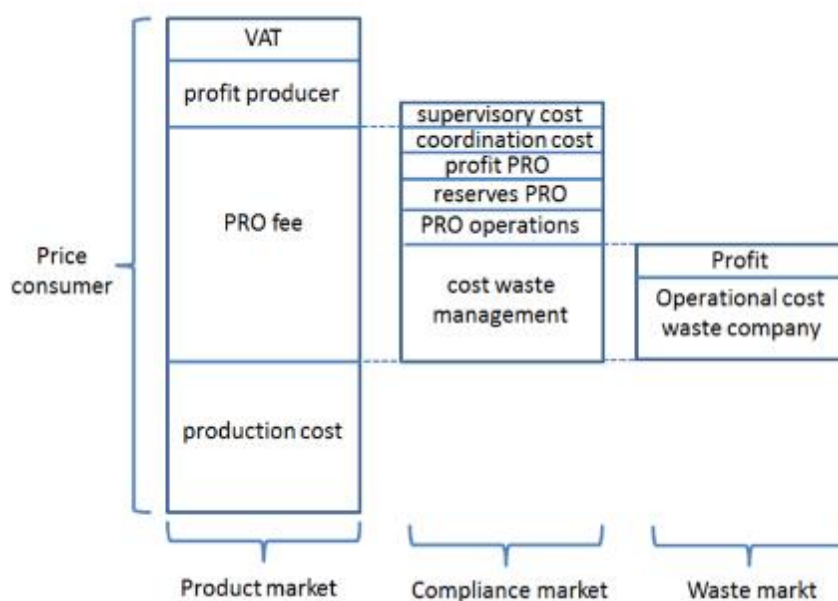 VAT
profit producer
PRO fee
production cost
Price
consumer
supervisory cost
coordination cost
profit PRO
reserves PRO
PRO operations
cost waste
management
Profit
Operational cost
waste company
Product market
Compliance market
Waste markt